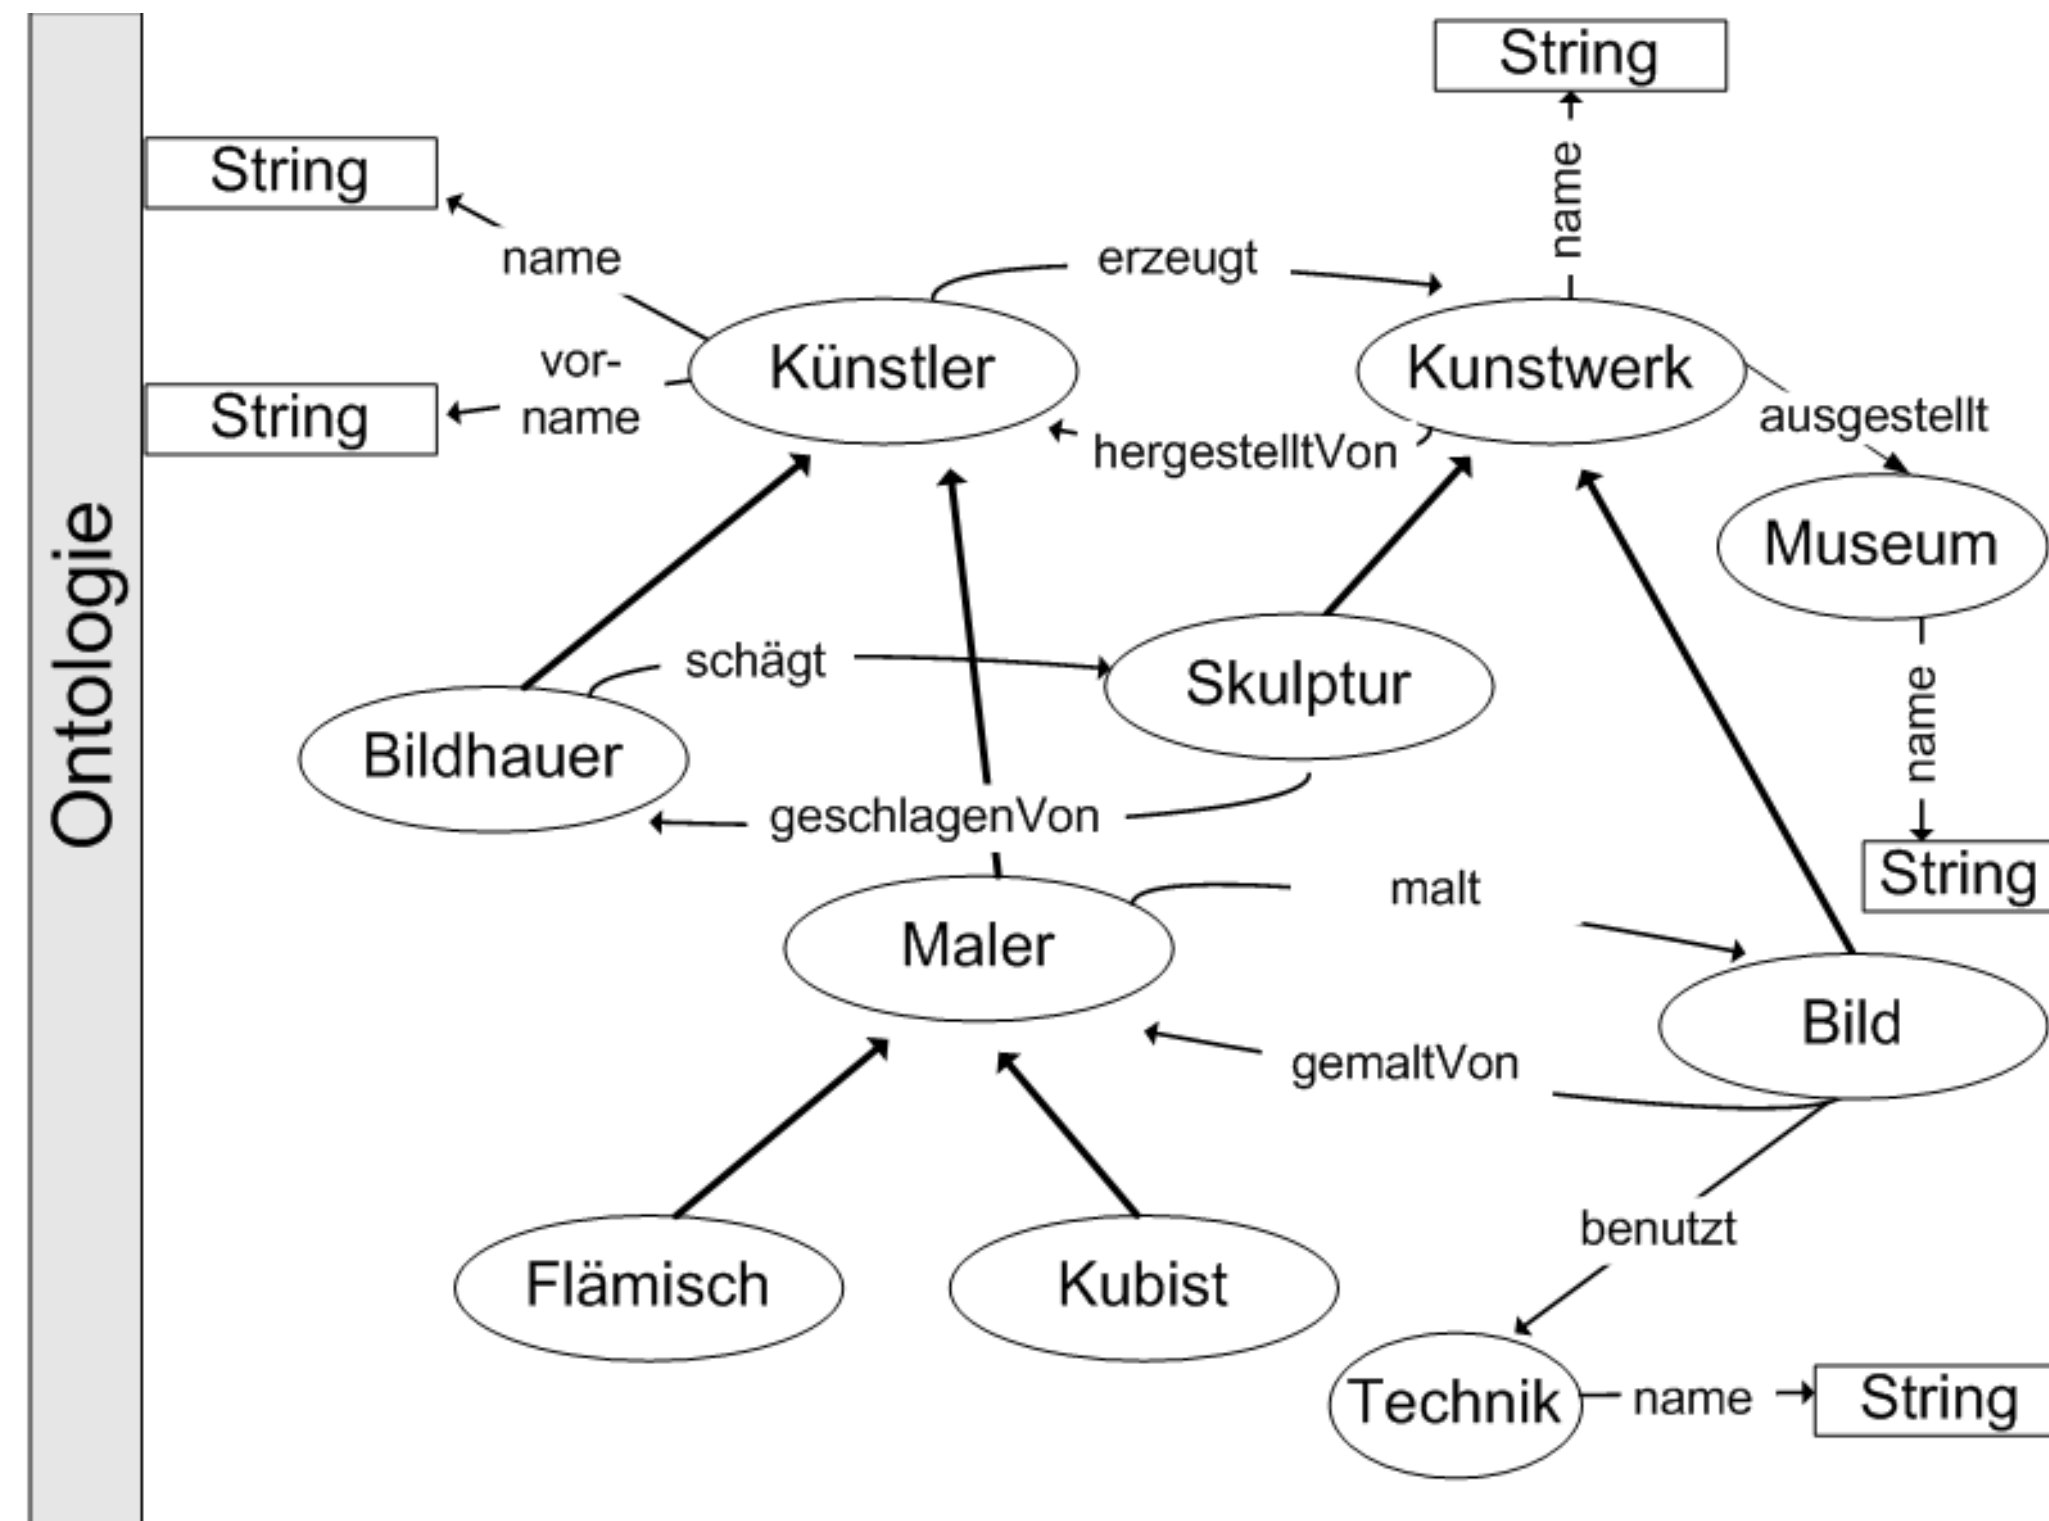 Ontologie
String
String
name
name
erzeugt
String
vor-
name
Künstler
Kunstwerk
String
hergestelltVon
ausgestellt
Museum
schägt
Skulptur
Bildhauer
name
geschlagenVon
String
malt
Maler
Bild
gemaltVon
benutzt
Flämisch
Kubist
Technik
name
String